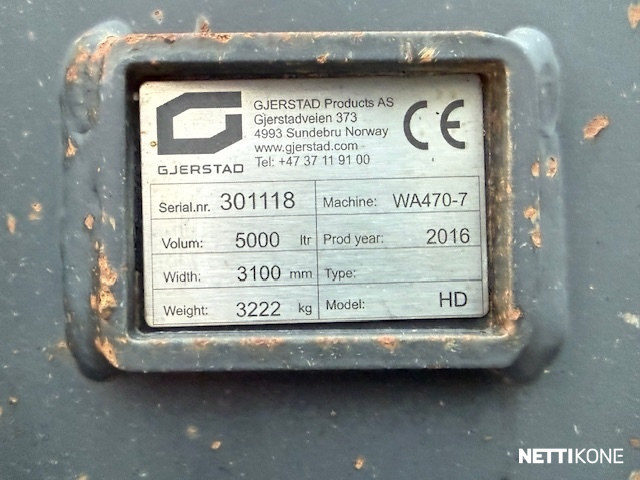 GJERSTAD
GJERSTAD Products AS
Gjerstadveien 373
4993 Sundebru Norway
www.gjerstad.com
Tel: +47 37 11 91 00
CE
Serial.nr. 301118 Machine: WA470-7
Volum: 5000 ltr Prod year: 2016
Width: 3100 mm Type:
Weight: 3222 kg Model: HD
NETTIKONE